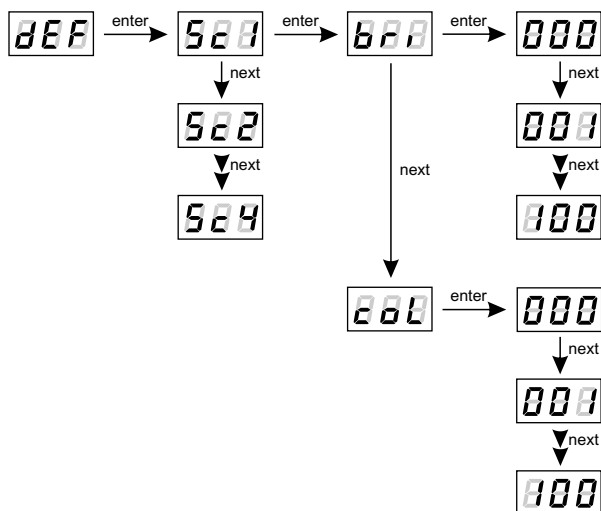 dEF enter Sc1 enter bri enter 000
next next
Sc2 001
next next next
Sc4 100
coL enter 000
next
001
next
100